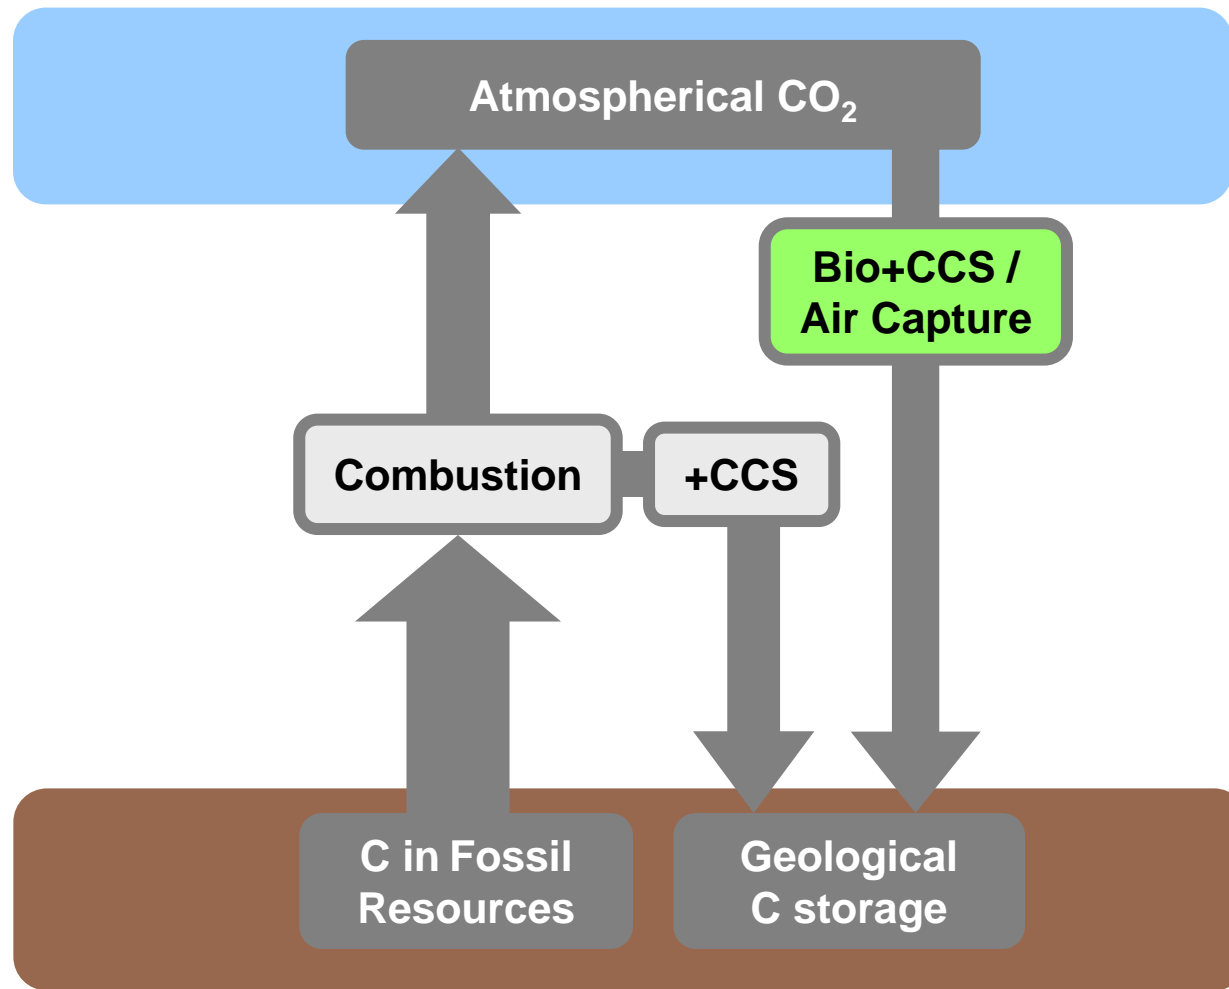 Atmospherical CO₂
Bio+CCS /
Air Capture
Combustion
+CCS
C in Fossil
Resources
Geological
C storage